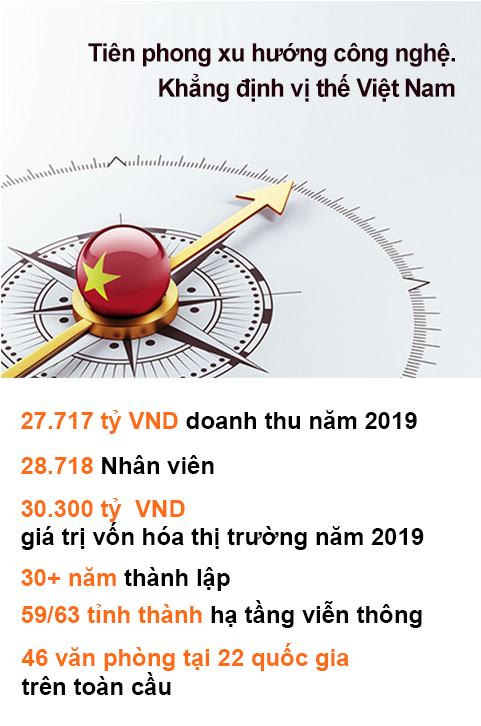 Tiên phong xu hướng công nghệ.
Khẳng định vị thế Việt Nam
27.717 tỷ VND doanh thu năm 2019
28.718 Nhân viên
30.300 tỷ  VND
giá trị vốn hóa thị trường năm 2019
30+ năm thành lập
59/63 tỉnh thành hạ tầng viễn thông
46 văn phòng tại 22 quốc gia
trên toàn cầu